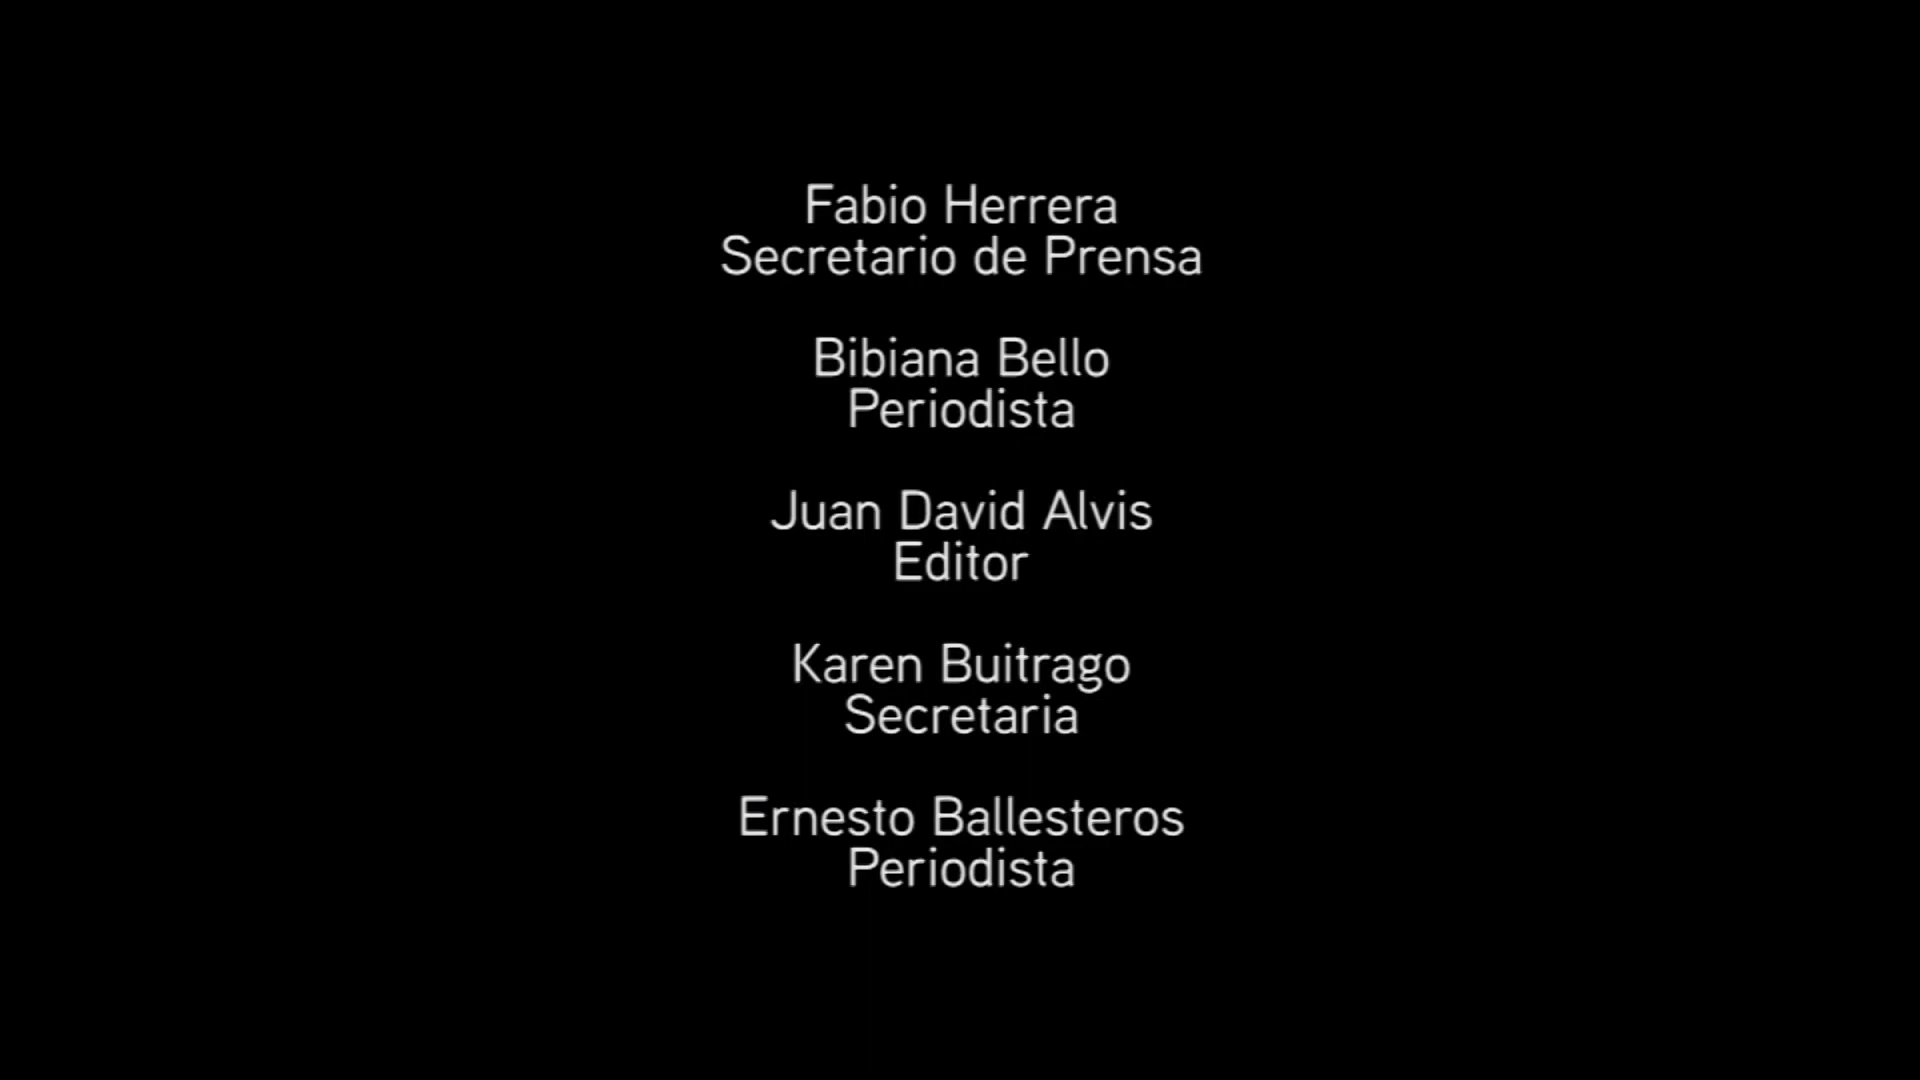 Fabio Herrera
Secretario de Prensa
Bibiana Bello
Periodista
Juan David Alvis
Editor
Karen Buitrago
Secretaria
Ernesto Ballesteros
Periodista